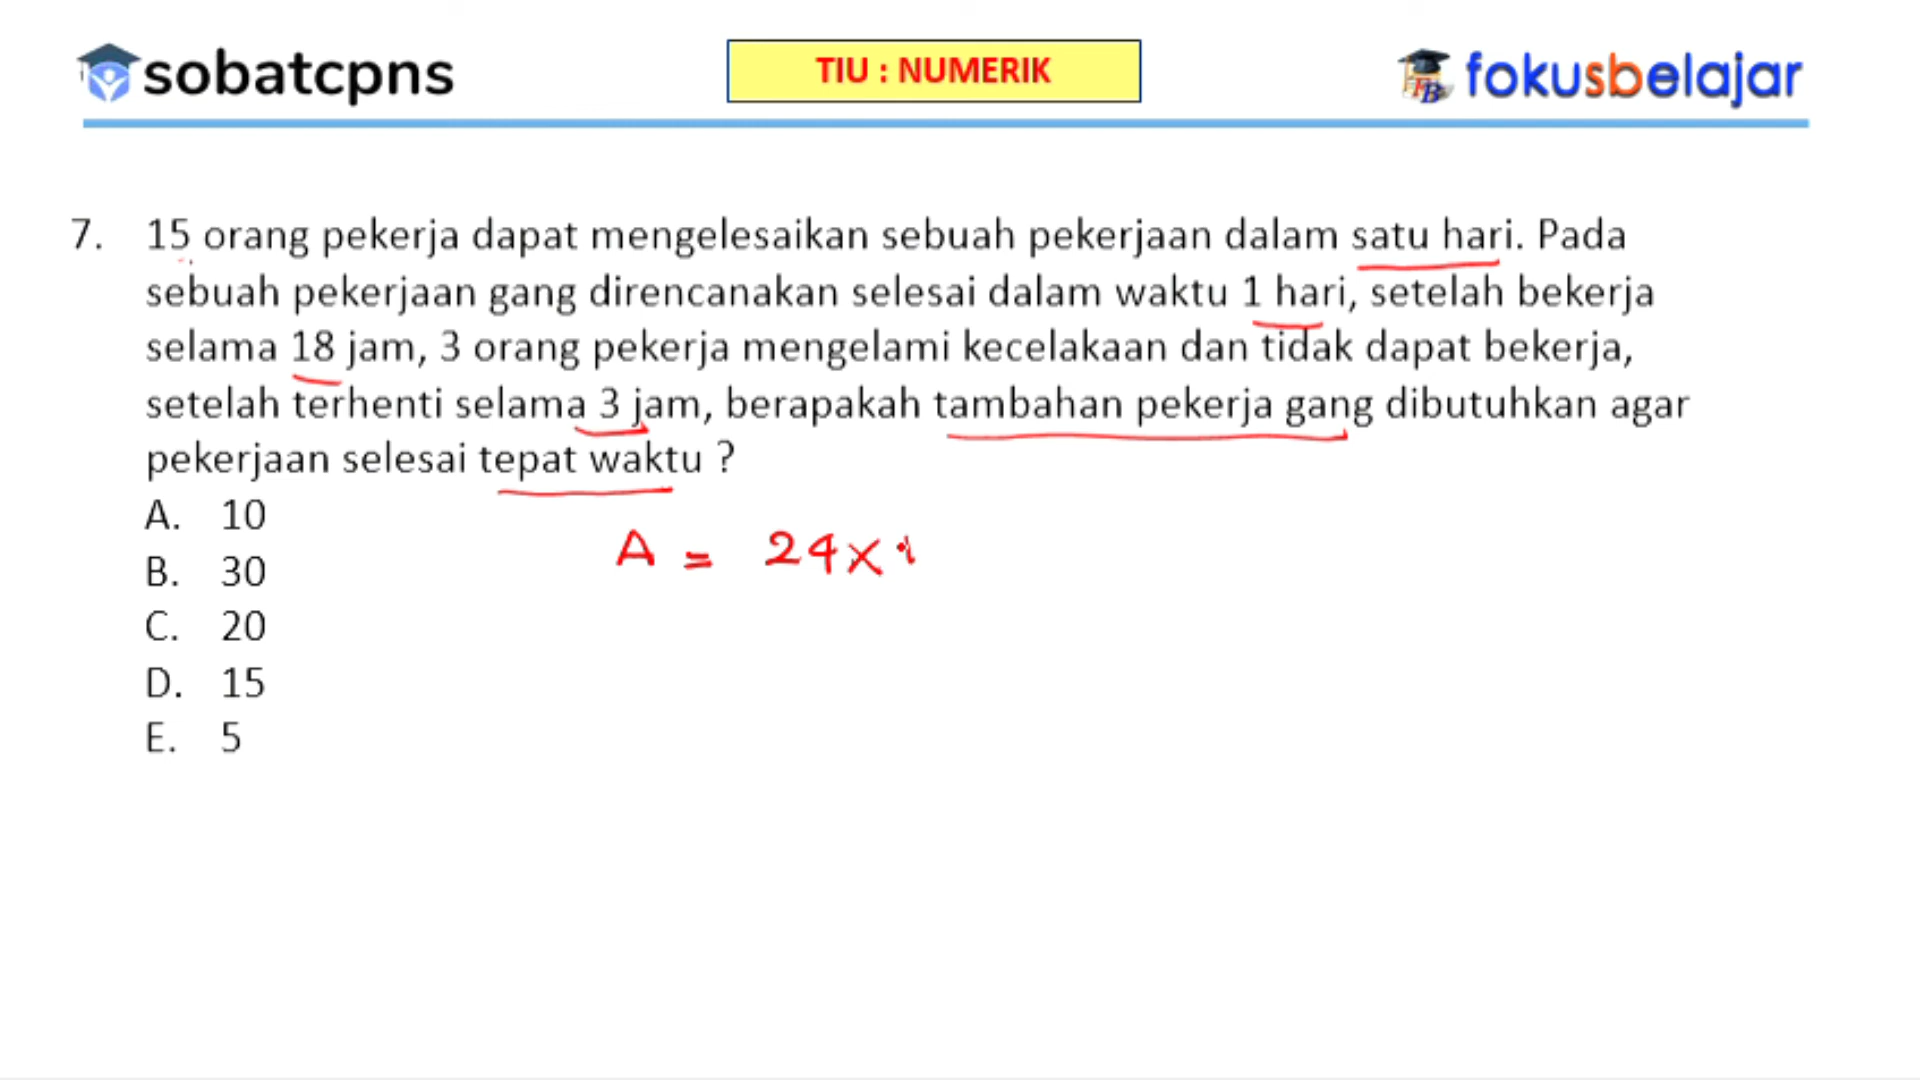 sobatcpns
TIU : NUMERIK
fokusbelajar
7. 15 orang pekerja dapat mengelesaikan sebuah pekerjaan dalam satu hari. Pada
sebuah pekerjaan gang direncanakan selesai dalam waktu 1 hari, setelah bekerja
selama 18 jam, 3 orang pekerja mengelami kecelakaan dan tidak dapat bekerja,
setelah terhenti selama 3 jam, berapakah tambahan pekerja gang dibutuhkan agar
pekerjaan selesai tepat waktu ?
A. 10
B. 30
C. 20
D. 15
E. 5
A = 24 x